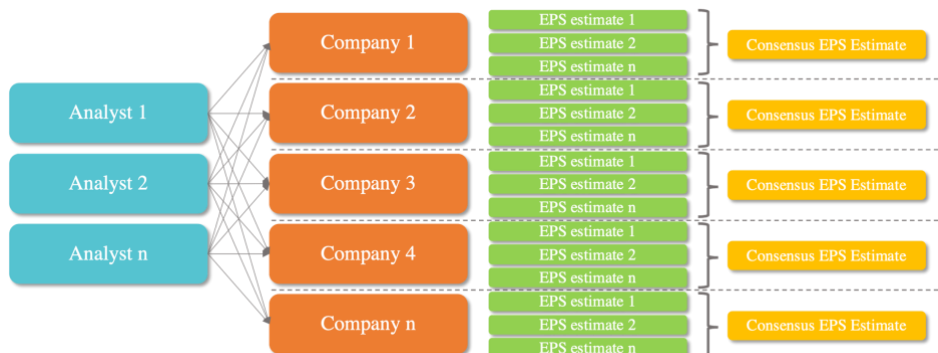 Company 1
EPS estimate 1
EPS estimate 2
EPS estimate n
Consensus EPS Estimate
Analyst 1
Company 2
EPS estimate 1
EPS estimate 2
EPS estimate n
Consensus EPS Estimate
Analyst 2
Company 3
EPS estimate 1
EPS estimate 2
EPS estimate n
Consensus EPS Estimate
Analyst n
Company 4
EPS estimate 1
EPS estimate 2
EPS estimate n
Consensus EPS Estimate
Company n
EPS estimate 1
EPS estimate 2
EPS estimate n
Consensus EPS Estimate